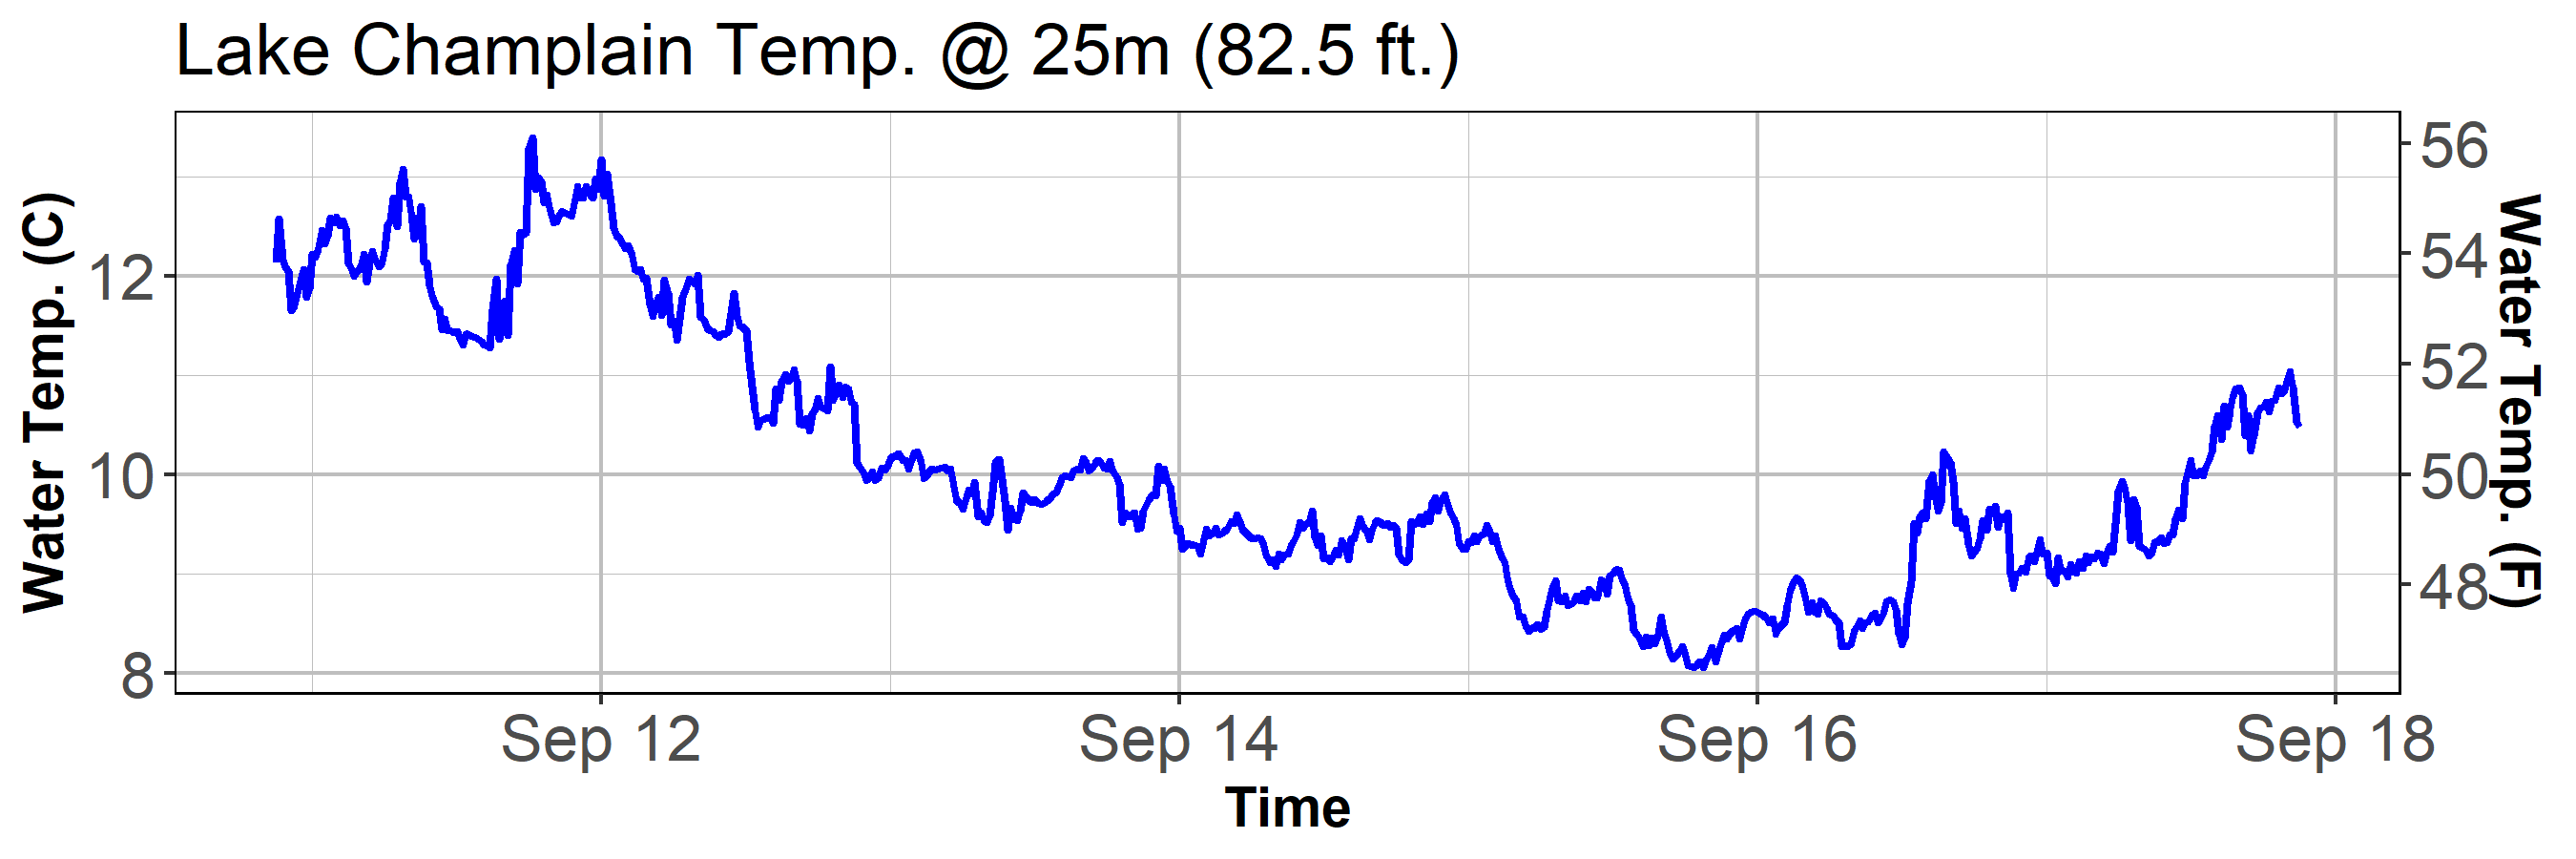 Lake Champlain Temp. @ 25m (82.5 ft.)
Water Temp. (C)
12
10
8
56
54
52
50
48
Water Temp. (F)
Sep 12
Sep 14
Sep 16
Sep 18
Time